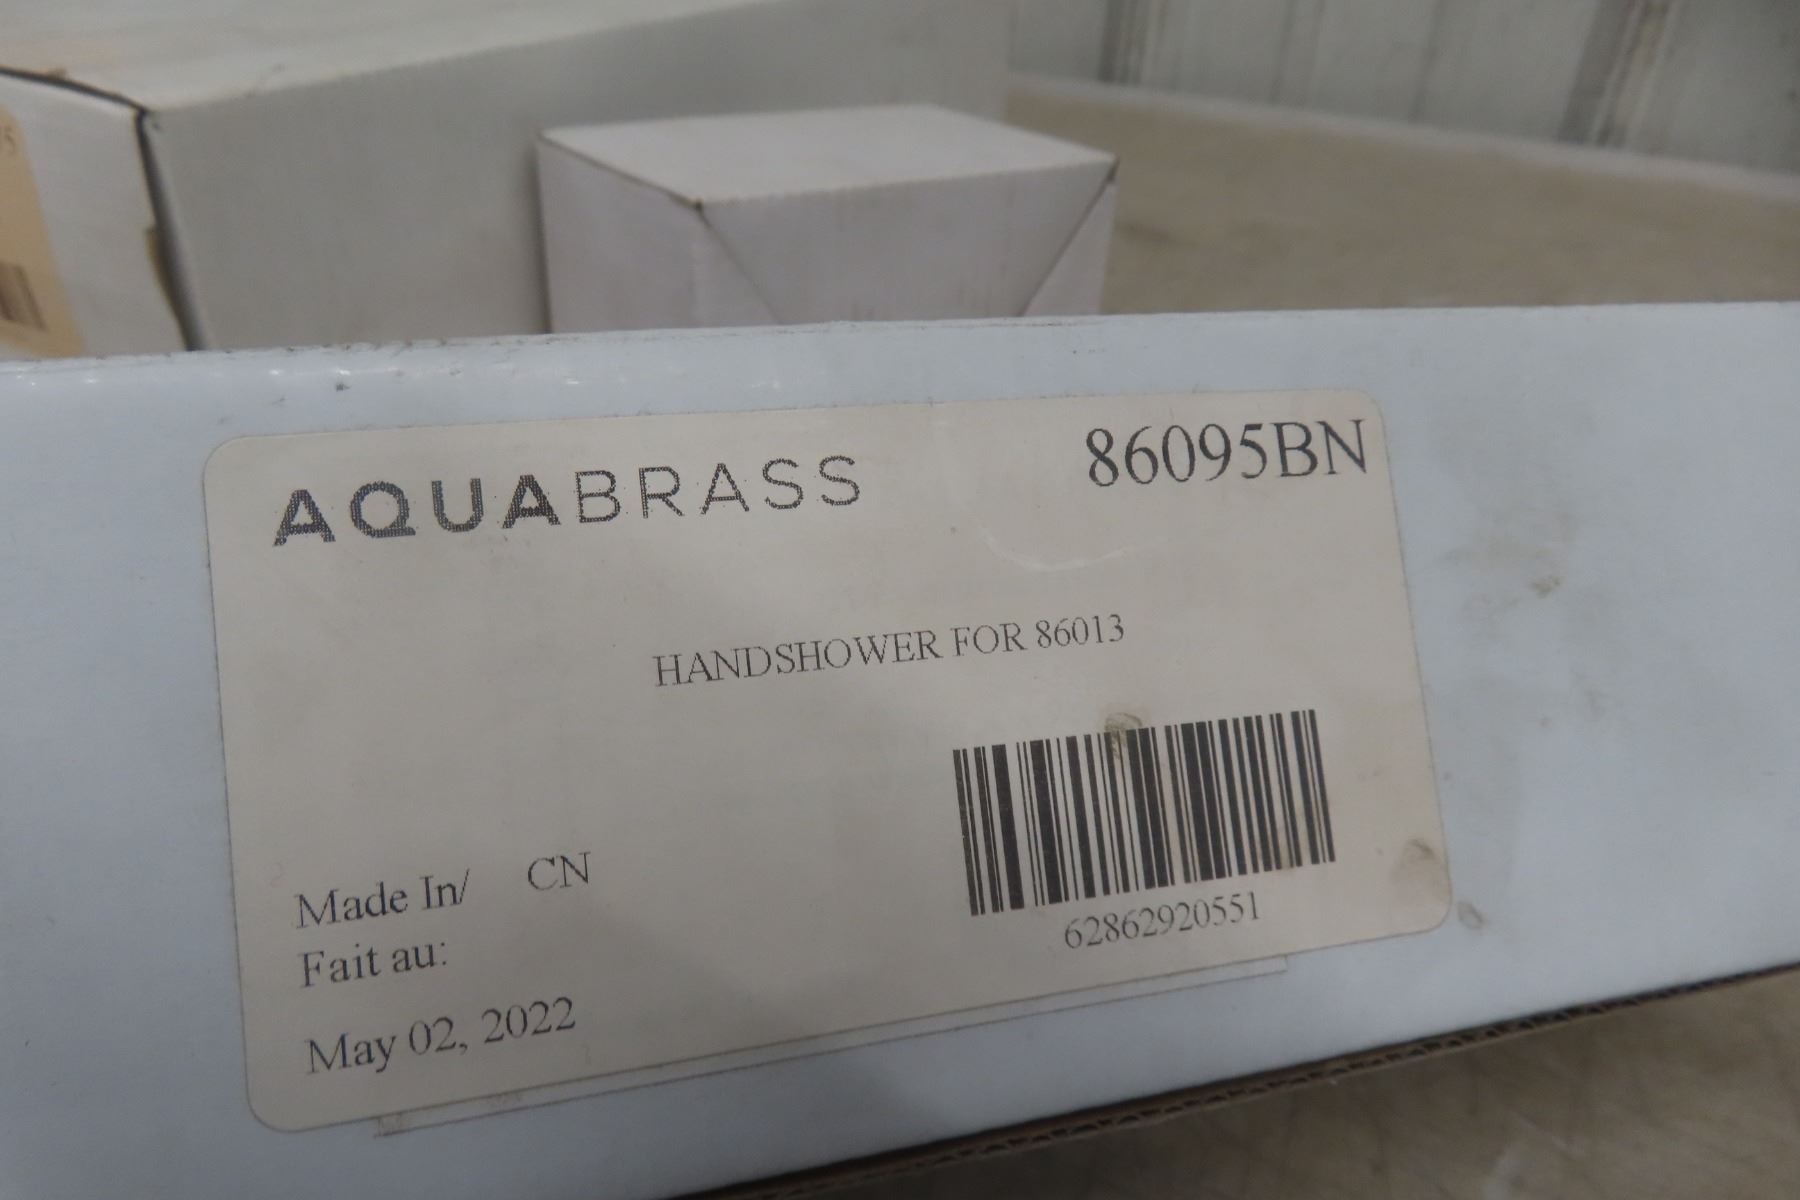 AQUABRASS
86095BN
HANDSHOWER FOR 86013
62862920551
Made In/ CN
Fait au:
May 02, 2022